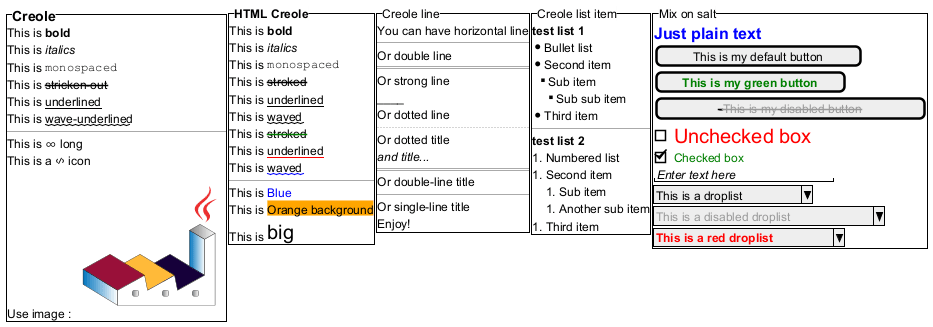 Creole
This is bold
This is italics
This is monospaced
This is stricken-out
This is underlined
This is wave-underlined
This is ∞ long
This is a ᔕ icon
Use image :
HTML Creole
This is bold
This is italics
This is monospaced
This is stroked
This is underlined
This is waved
This is stroked
This is underlined
This is waved
This is Blue
This is Orange background
This is big
Creole line
You can have horizontal line
Or double line
Or strong line
____
Or dotted line
Or dotted title
and title...
Or double-line title
Or single-line title
Enjoy!
Creole list item
test list 1
• Bullet list
• Second item
▪ Sub item
▪ Sub sub item
• Third item
test list 2
1. Numbered list
1. Second item
1. Sub item
1. Another sub item
1. Third item
Mix on salt
Just plain text
This is my default button
This is my green button
-This is my disabled button
Unchecked box
Checked box
Enter text here
This is a droplist
This is a disabled droplist
This is a red droplist